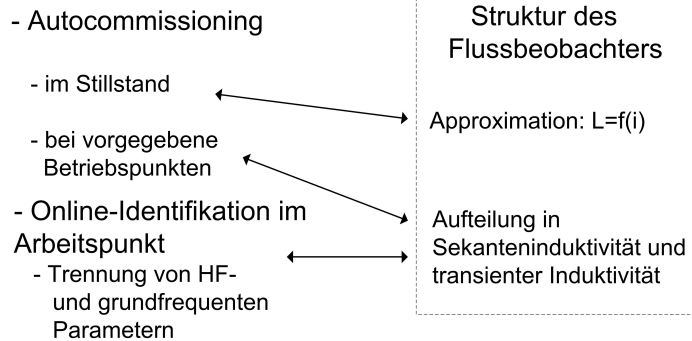 - Autocommissioning
- im Stillstand
- bei vorgegebene
Betriebspunkten
- Online-Identifikation im
Arbeitspunkt
- Trennung von HF-
und grundfrequenten
Parametern
Struktur des
Flussbeobachters
Approximation: L=f(i)
Aufteilung in
Sekanteninduktivität und
transienter Induktivität